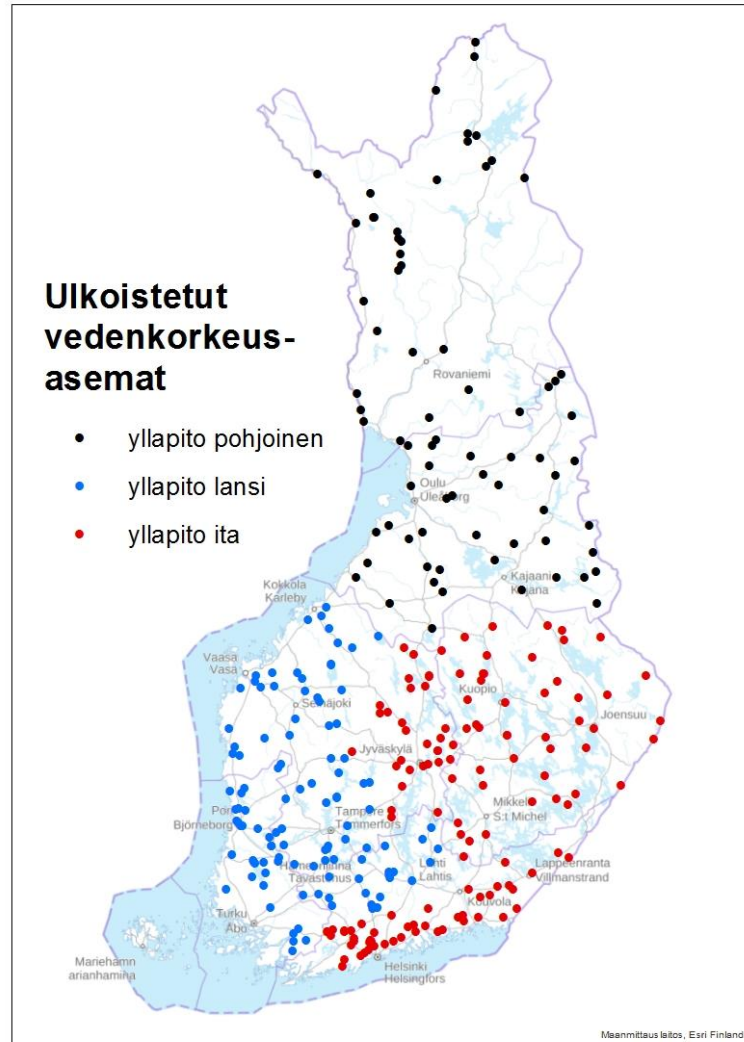 Ulkoistetut
vedenkorkeus-
asemat
yllapito pohjoinen
yllapito lansi
yllapito ita
Rovaniemi
Oulu
Kajaani
Kajana
Kokkola
Karleby
Vaasa
Vasa
Seinäjoki
Kuopio
Joensuu
Jyväskylä
Mikkeli
S:t Michel
Pori
Björneborg
Tampere
Tammerfors
Hämeenlinna
Tavastehus
Lahti
Lahtis
Lappeenranta
Villmanstrand
Kouvola
Turku
Åbo
Mariehamn
arianhamina
Helsinki
Helsingfors
Maanmittauslaitos, Esri Finland